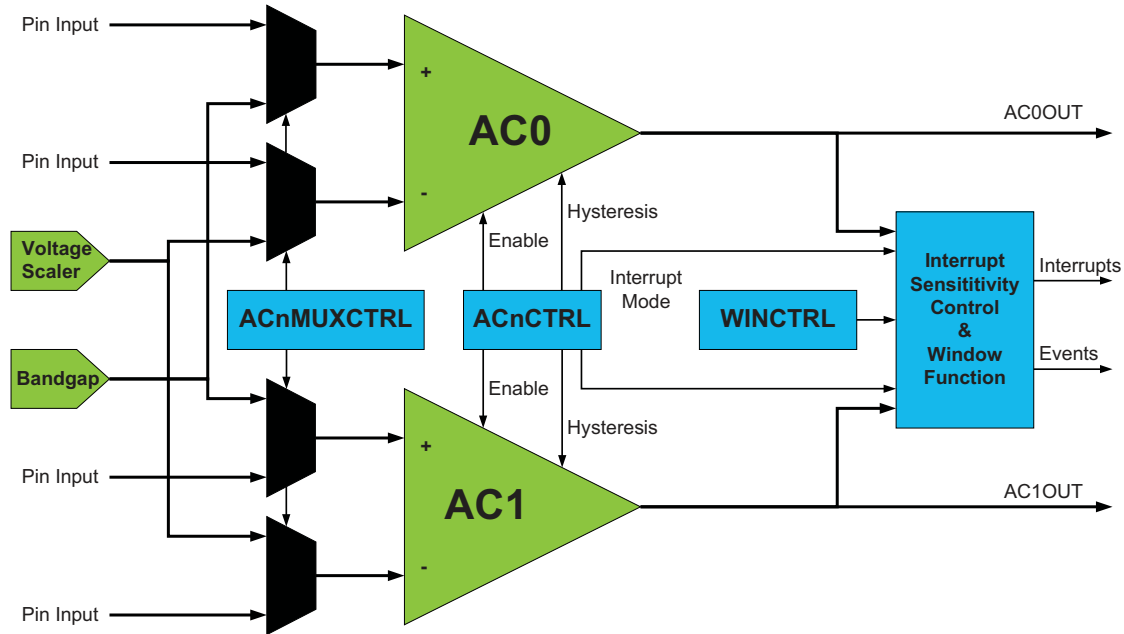 Pin Input
+
AC0
AC0OUT
Pin Input
-
Hysteresis
Enable
Voltage
Scaler
Interrupt
Mode
Interrupt
Sensititivity
Control
&
Window
Function
Interrupts
ACnMUXCTRL
ACnCTRL
WINCTRL
Events
Bandgap
Enable
Hysteresis
+
Pin Input
AC1
AC1OUT
-
Pin Input